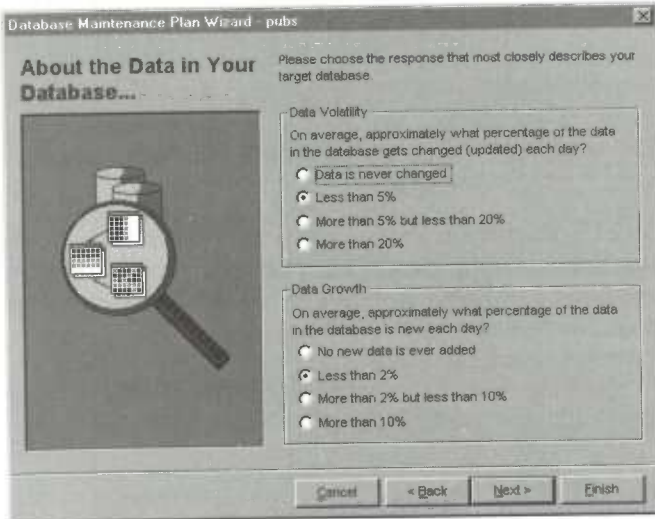 Database Maintenance Plan Wizard - pubs
About the Data in Your
Database...
Please choose the response that most closely describes your
target database.
Data Volatility
On average, approximately what percentage of the data
in the database gets changed (updated) each day?
Data is never changed
Less than 5%
More than 5% but less than 20%
More than 20%
Data Growth
On average, approximately what percentage of the data
in the database is new each day?
No new data is ever added
Less than 2%
More than 2% but less than 10%
More than 10%
Cancel
< Back
Next >
Finish